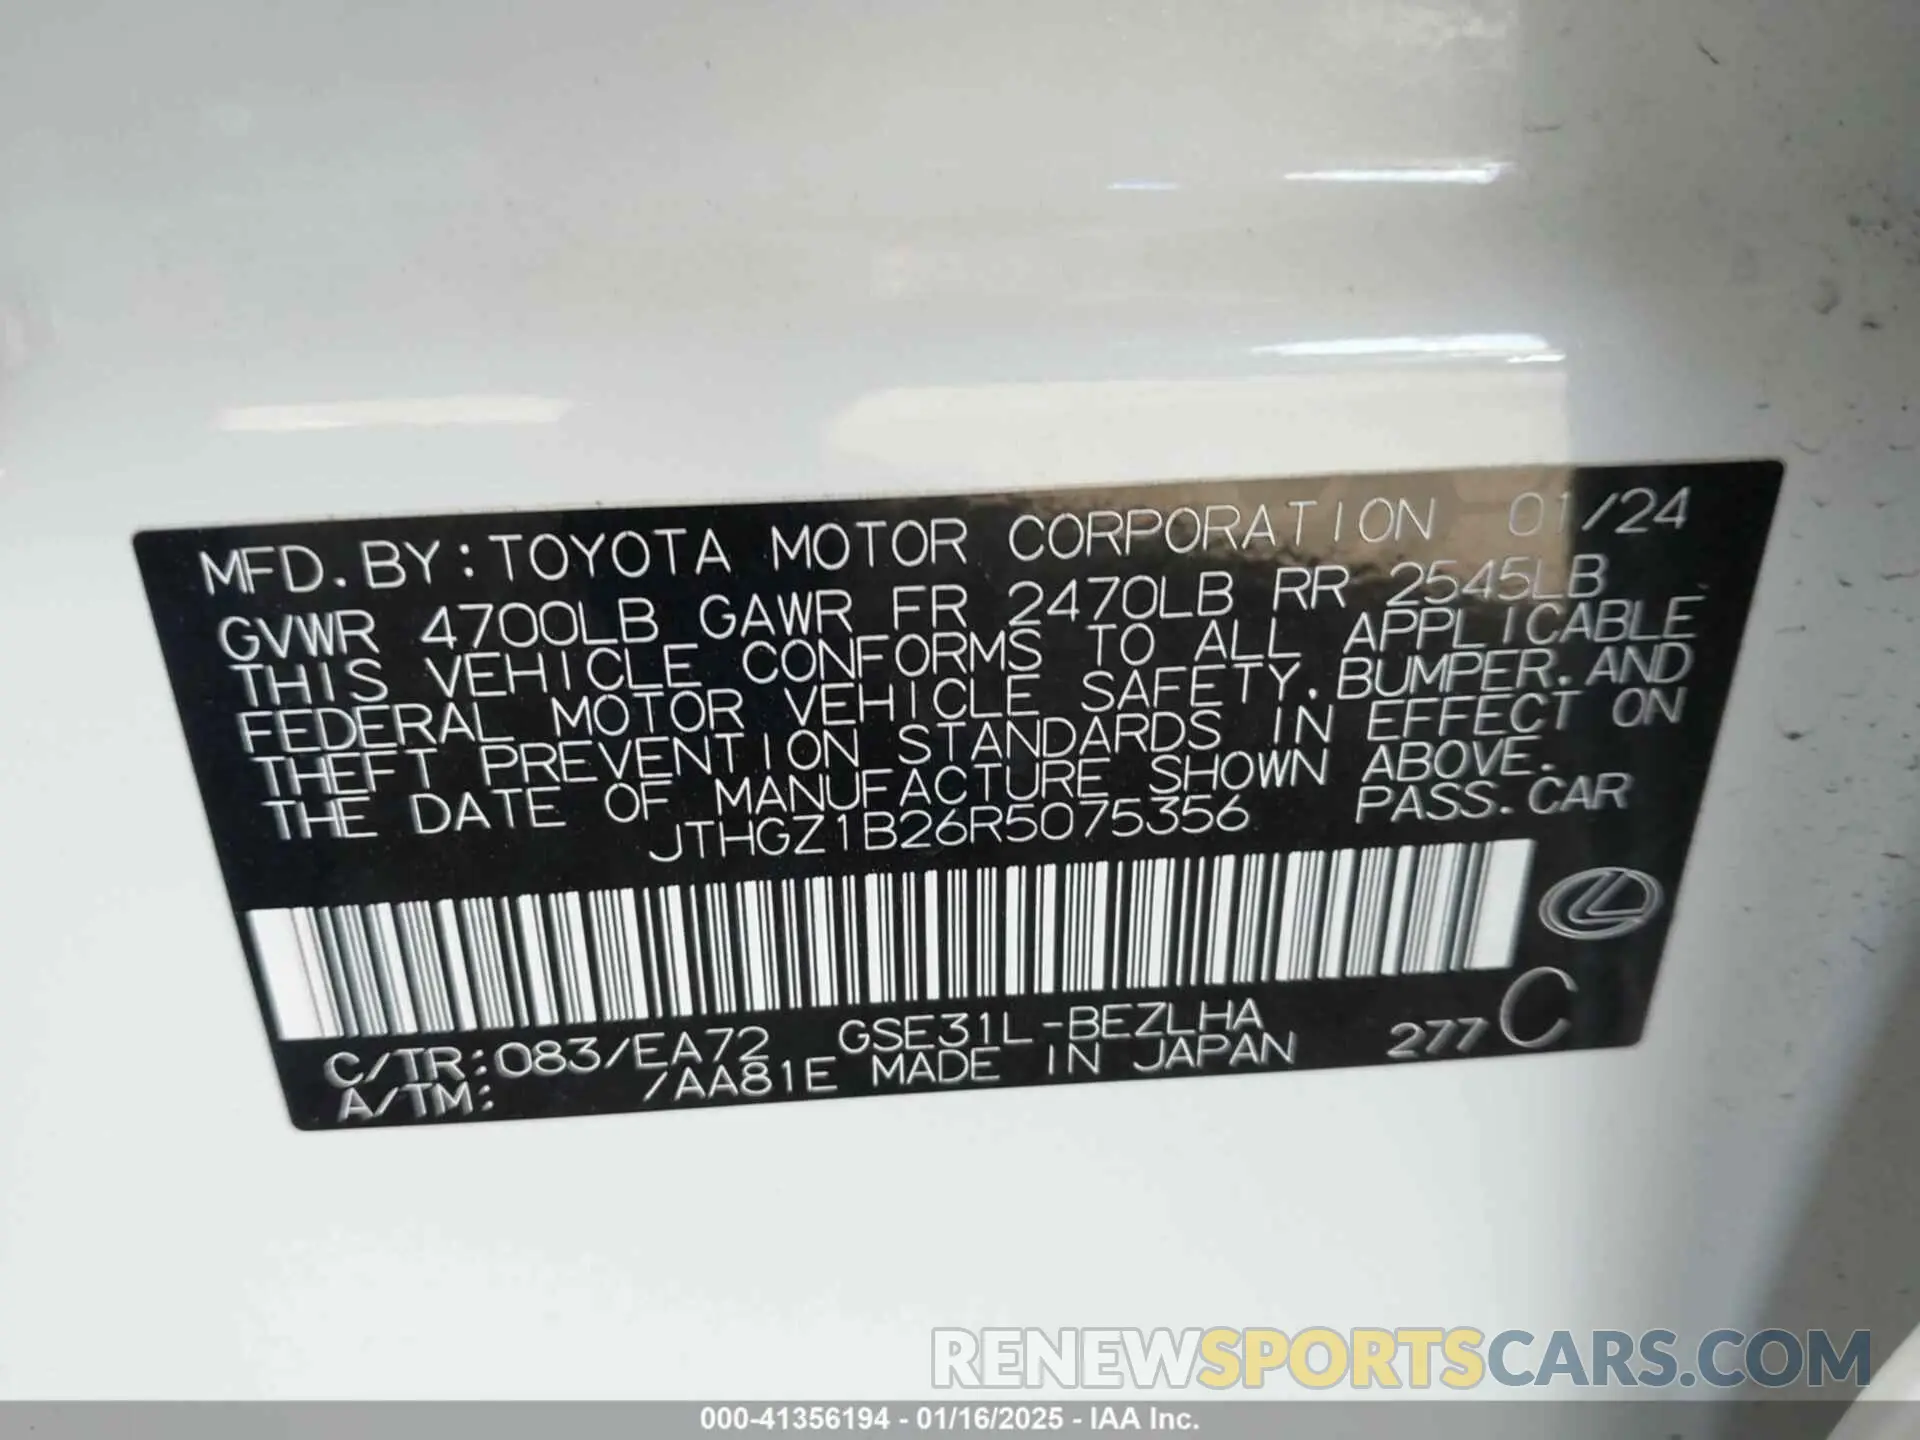 MFD. BY: TOYOTA MOTOR CORPORATION 01/24
GVWR 4700LB GAWR FR 2470LB RR 2545LB
THIS VEHICLE CONFORMS TO ALL APPLICABLE
FEDERAL MOTOR VEHICLE SAFETY, BUMPER, AND
THEFT PREVENTION STANDARDS IN EFFECT ON
THE DATE OF MANUFACTURE SHOWN ABOVE.
JTHGZ1B26R5075356 PASS. CAR
C/TR: 083/EA72 GSE31L-BEZLHA 277 C
A/TM: /AA81E MADE IN JAPAN
RENEWSPORTSCARS.COM
000-41356194 - 01/16/2025 - IAA Inc.